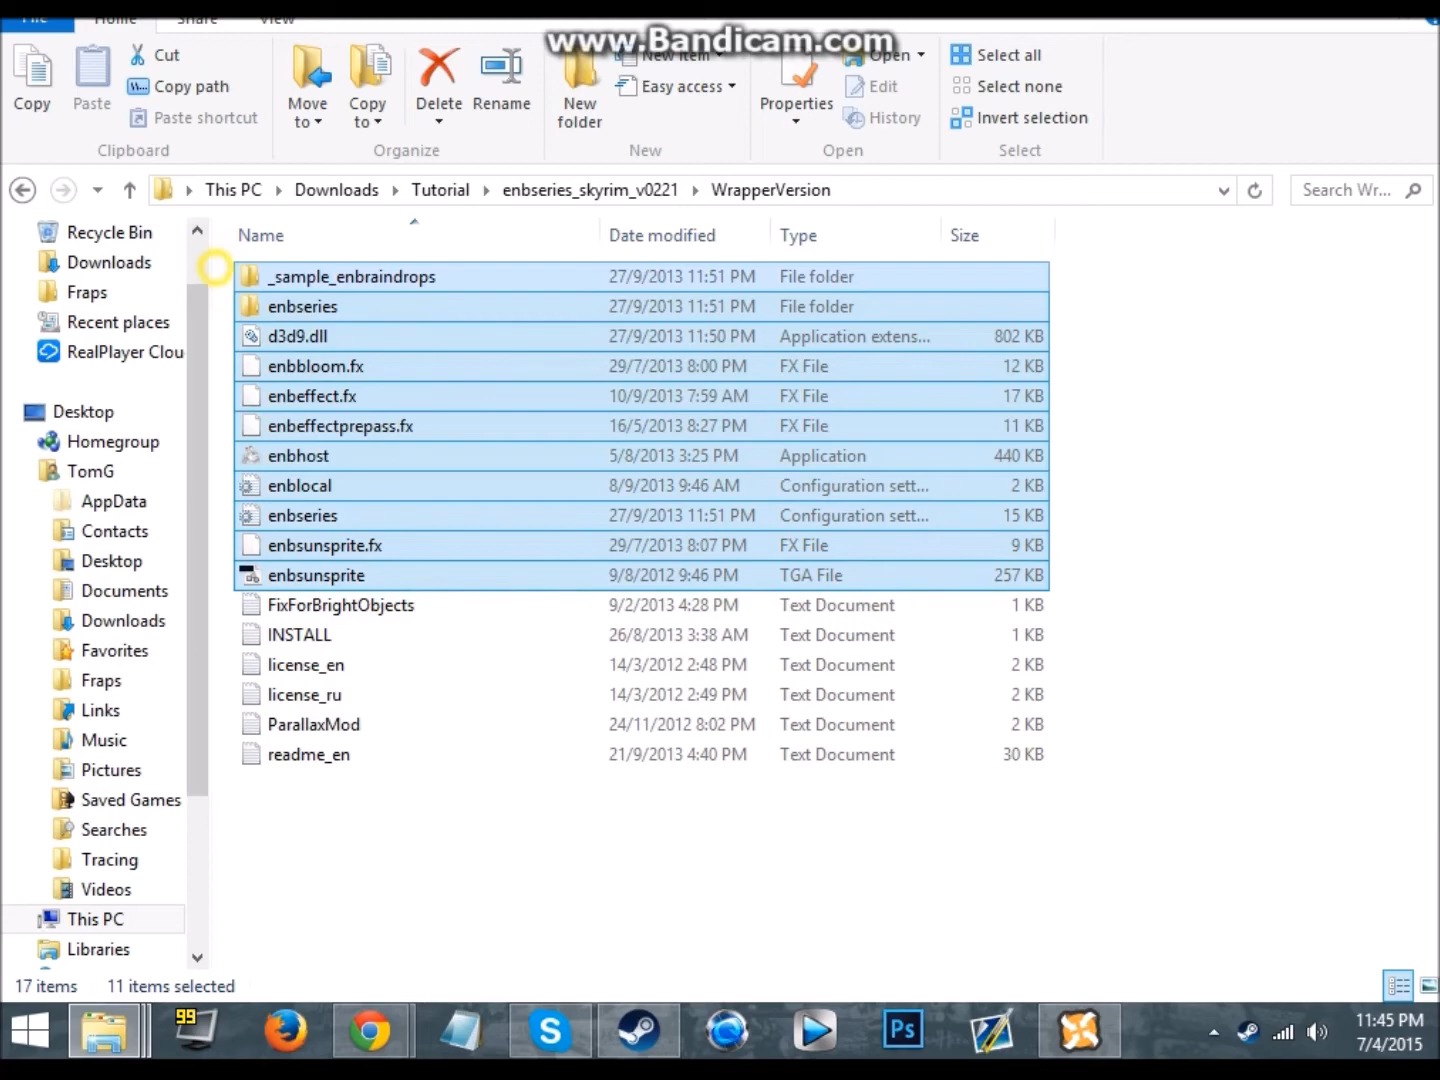 File Home Share View
www.Bandicam.com
Copy
Paste
Cut
Copy path
Paste shortcut
Clipboard
Move to
Copy to
Delete
Rename
Organize
New folder
New item
Easy access
New
Properties
Open
Edit
History
Open
Select all
Select none
Invert selection
Select
This PC Downloads Tutorial enbseries_skyrim_v0221 WrapperVersion
Search Wr...
Recycle Bin
Downloads
Fraps
Recent places
RealPlayer Clou
Desktop
Homegroup
TomG
AppData
Contacts
Desktop
Documents
Downloads
Favorites
Fraps
Links
Music
Pictures
Saved Games
Searches
Tracing
Videos
This PC
Libraries
Name Date modified Type Size
_sample_enbraindrops 27/9/2013 11:51 PM File folder
enbseries 27/9/2013 11:51 PM File folder
d3d9.dll 27/9/2013 11:50 PM Application extens... 802 KB
enbbloom.fx 29/7/2013 8:00 PM FX File 12 KB
enbeffect.fx 10/9/2013 7:59 AM FX File 17 KB
enbeffectprepass.fx 16/5/2013 8:27 PM FX File 11 KB
enbhost 5/8/2013 3:25 PM Application 440 KB
enblocal 8/9/2013 9:46 AM Configuration sett... 2 KB
enbseries 27/9/2013 11:51 PM Configuration sett... 15 KB
enbsunsprite.fx 29/7/2013 8:07 PM FX File 9 KB
enbsunsprite 9/8/2012 9:46 PM TGA File 257 KB
FixForBrightObjects 9/2/2013 4:28 PM Text Document 1 KB
INSTALL 26/8/2013 3:38 AM Text Document 1 KB
license_en 14/3/2012 2:48 PM Text Document 2 KB
license_ru 14/3/2012 2:49 PM Text Document 2 KB
ParallaxMod 24/11/2012 8:02 PM Text Document 2 KB
readme_en 21/9/2013 4:40 PM Text Document 30 KB
17 items 11 items selected
99
S
Ps
11:45 PM
7/4/2015